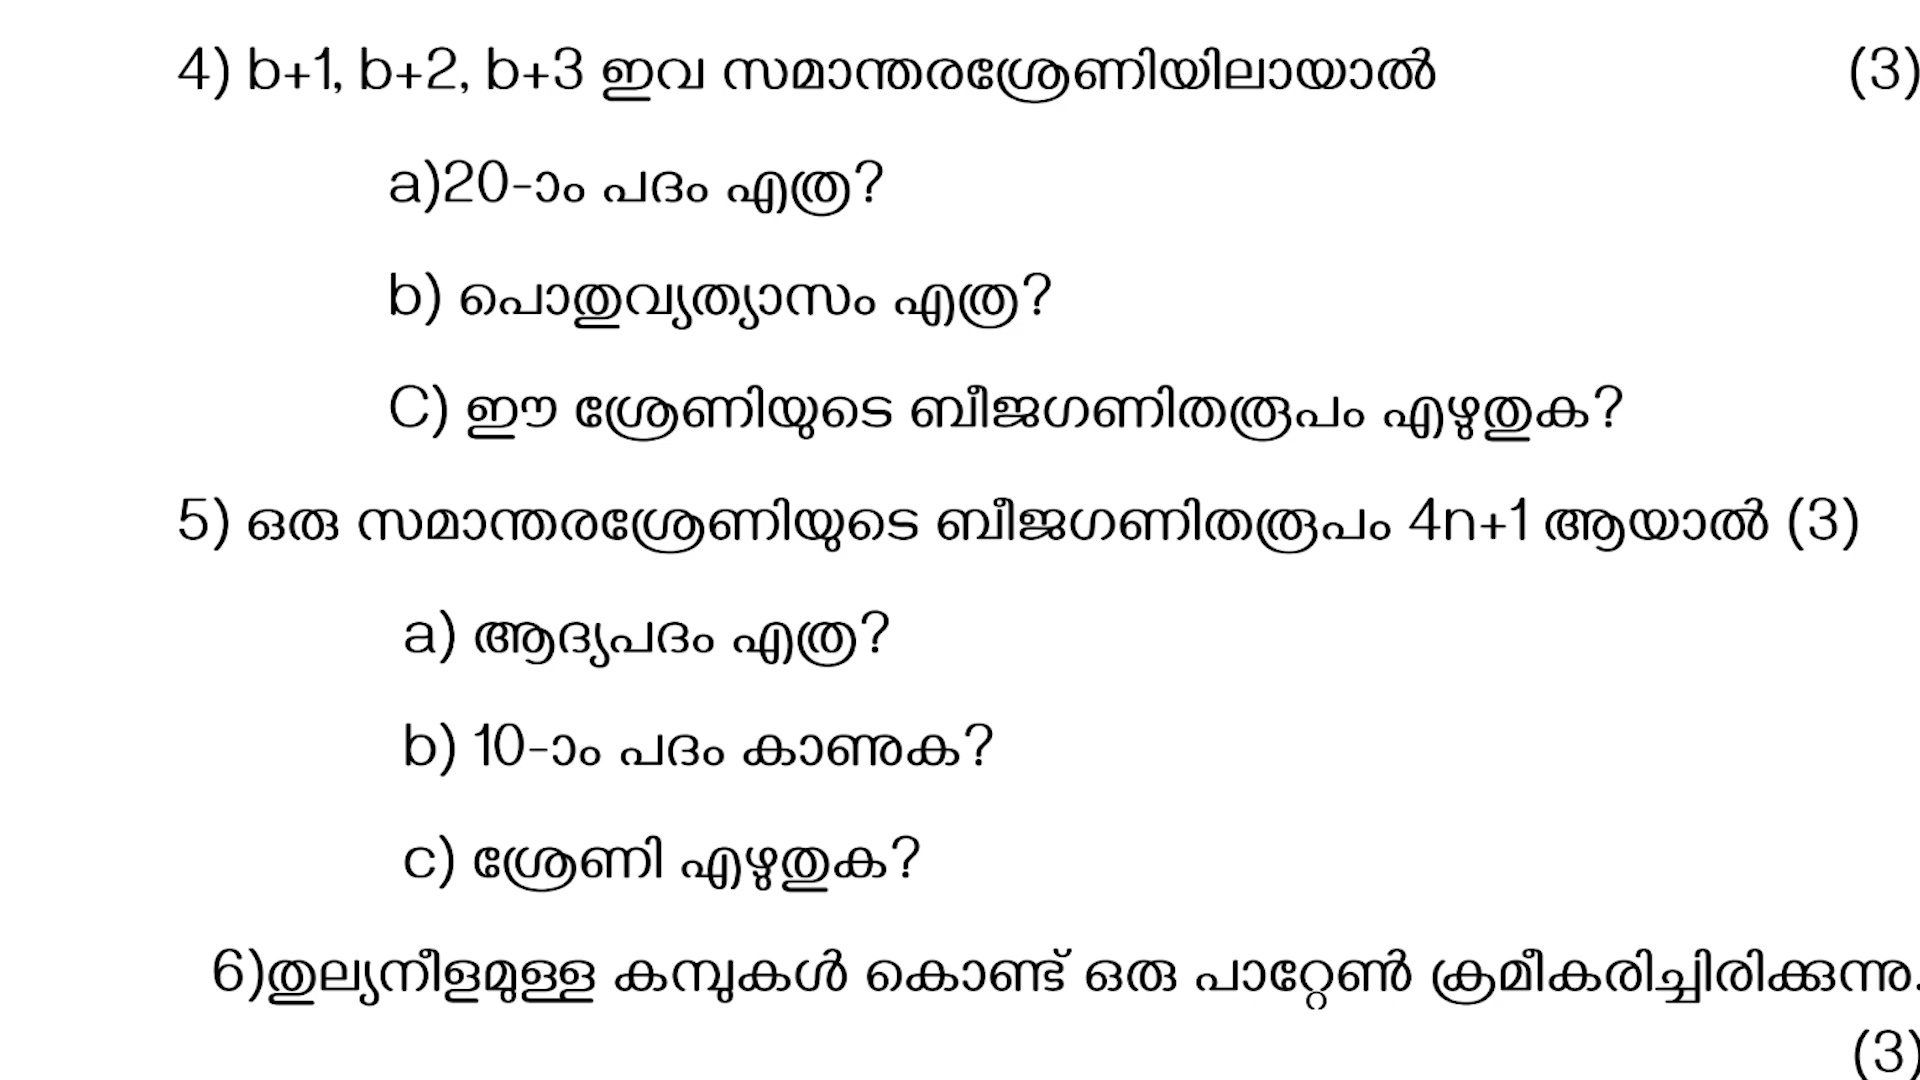 4) b+1, b+2, b+3 ഇവ സമാന്തരശ്രേണിയിലായാൽ (3)
a)20-ാം പദം എത്ര?
b) പൊതുവ്യത്യാസം എത്ര?
C) ഈ ശ്രേണിയുടെ ബീജഗണിതരൂപം എഴുതുക?
5) ഒരു സമാന്തരശ്രേണിയുടെ ബീജഗണിതരൂപം 4n+1 ആയാൽ (3)
a) ആദ്യപദം എത്ര?
b) 10-ാം പദം കാണുക?
c) ശ്രേണി എഴുതുക?
6)തുല്യനീളമുള്ള കമ്പുകൾ കൊണ്ട് ഒരു പാറ്റേൺ ക്രമീകരിച്ചിരിക്കുന്നു.
(3)